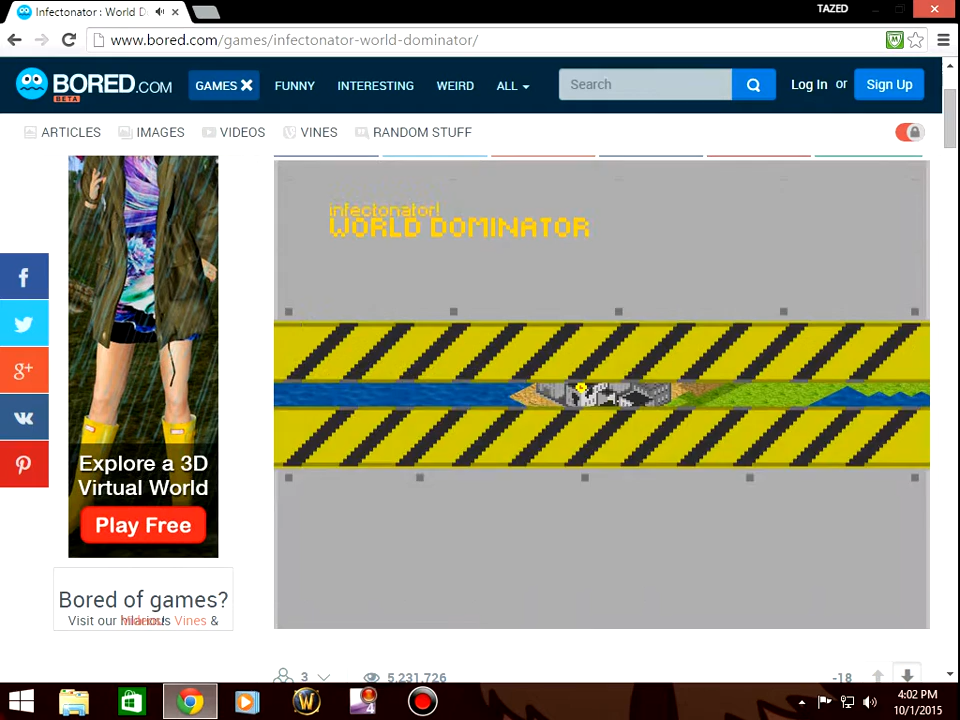 Infectonator : World D
TAZED
www.bored.com/games/infectonator-world-dominator/
BORED.COM
BETA
GAMES
FUNNY
INTERESTING
WEIRD
ALL
Search
Log In or Sign Up
ARTICLES
IMAGES
VIDEOS
VINES
RANDOM STUFF
infectonator!
WORLD DOMINATOR
Explore a 3D
Virtual World
Play Free
Bored of games?
Visit our hilarious Vines &
3
5,231,726
-18
4:02 PM
10/1/2015